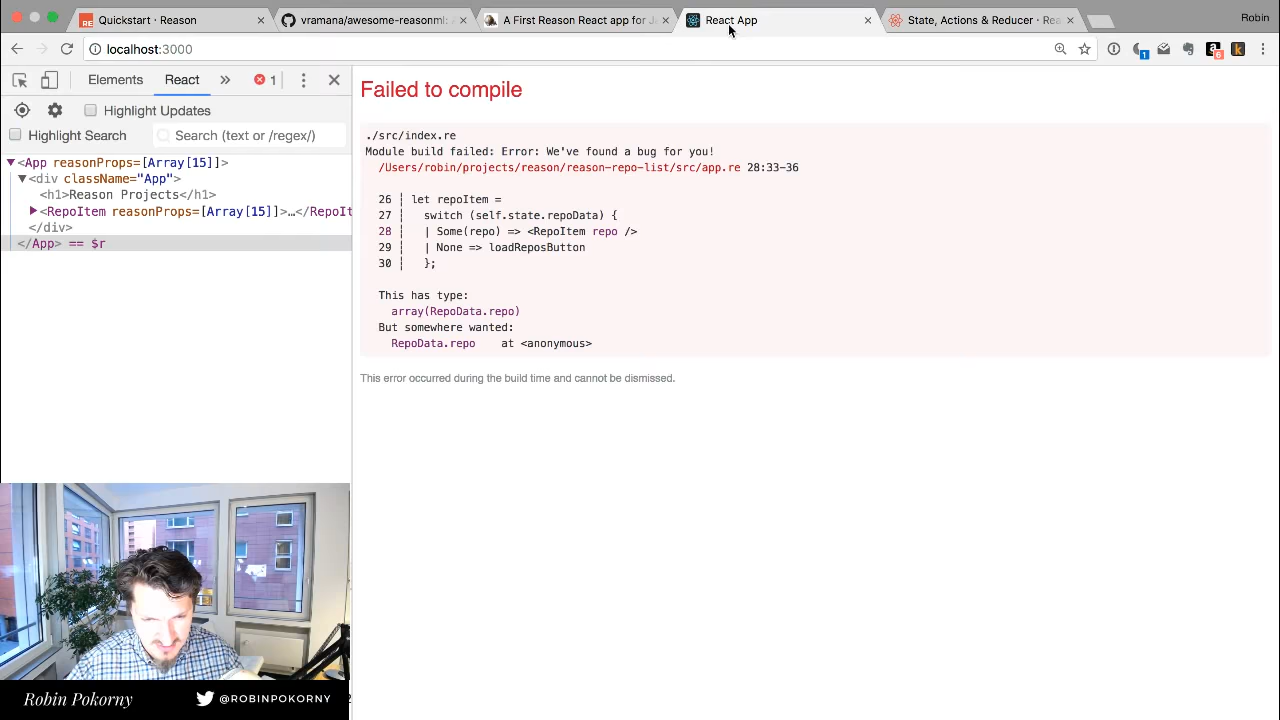 Quickstart · Reason
vramana/awesome-reasonml: A
A First Reason React app for Ja
React App
State, Actions & Reducer · Rea
Robin
localhost:3000
1
6
Elements
React
1
Highlight Updates
Highlight Search
Search (text or /regex/)
<App reasonProps=[Array[15]]>
<div className="App">
<h1>Reason Projects</h1>
<RepoItem reasonProps=[Array[15]]>…</RepoIt
</div>
</App> == $r
Failed to compile
./src/index.re
Module build failed: Error: We've found a bug for you!
/Users/robin/projects/reason/reason-repo-list/src/app.re 28:33-36
26 │ let repoItem =
27 │   switch (self.state.repoData) {
28 │   | Some(repo) => <RepoItem repo />
29 │   | None => loadReposButton
30 │   };
This has type:
array(RepoData.repo)
But somewhere wanted:
RepoData.repo    at <anonymous>
This error occurred during the build time and cannot be dismissed.
Robin Pokorny
@ROBINPOKORNY